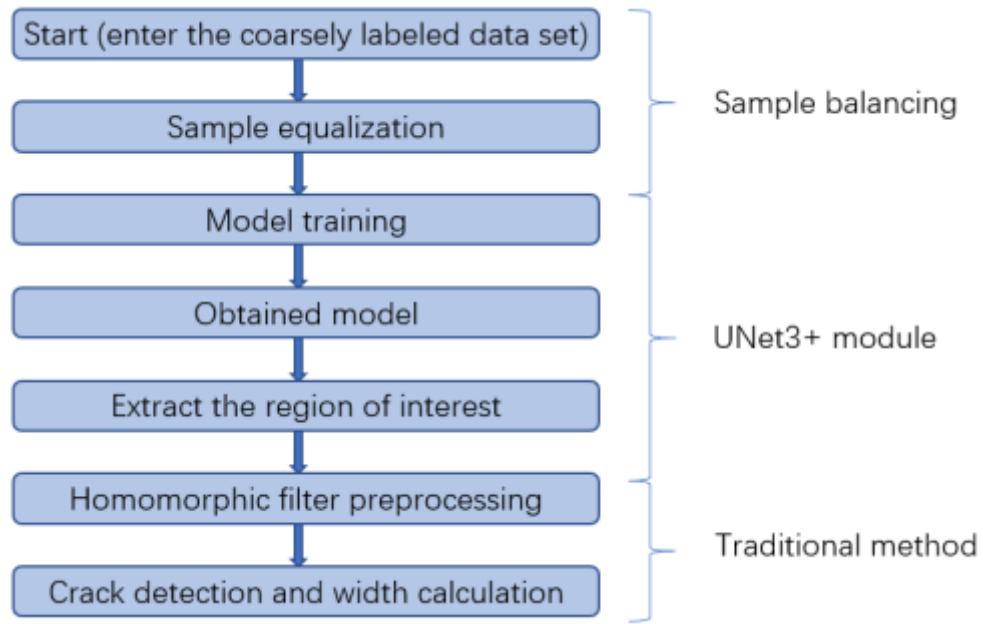 Start (enter the coarsely labeled data set)
Sample equalization
Sample balancing
Model training
Obtained model
Extract the region of interest
UNet3+ module
Homomorphic filter preprocessing
Crack detection and width calculation
Traditional method